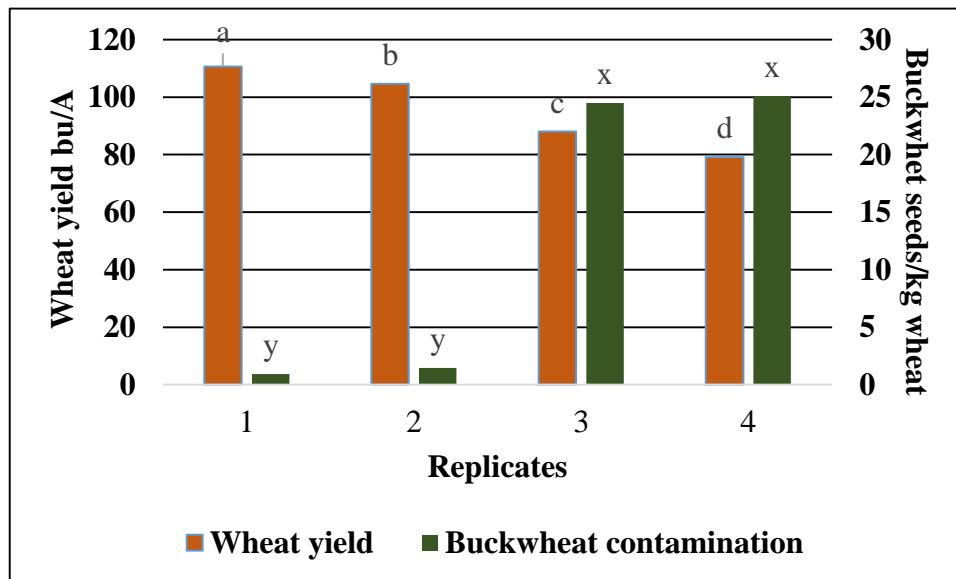 Wheat yield bu/A
120
100
80
60
40
20
0
a
b
c
d
y
y
x
x
30
25
20
15
10
5
0
Buckwhet seeds/kg wheat
1
2
3
4
Replicates
Wheat yield
Buckwheat contamination